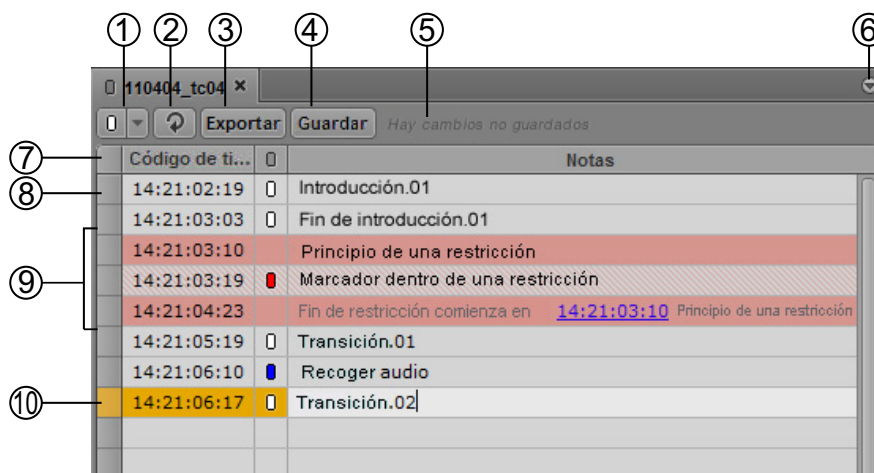 ① ② ③ ④ ⑤ ⑥
110404_tc04 ×
Exportar Guardar Hay cambios no guardados
⑦ Código de ti... Notas
⑧ 14:21:02:19 Introducción.01
14:21:03:03 Fin de introducción.01
14:21:03:10 Principio de una restricción
⑨ 14:21:03:19 Marcador dentro de una restricción
14:21:04:23 Fin de restricción comienza en 14:21:03:10 Principio de una restricción
14:21:05:19 Transición.01
14:21:06:10 Recoger audio
⑩ 14:21:06:17 Transición.02